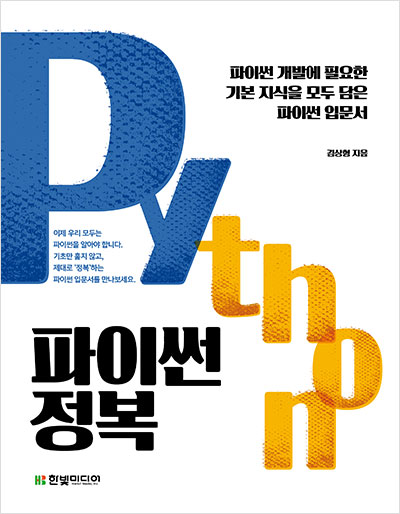 Python
파이썬 개발에 필요한
기본 지식을 모두 담은
파이썬 입문서
김상형 지음
이제 우리 모두는
파이썬을 알아야 합니다.
기초만 훑지 않고,
제대로 '정복'하는
파이썬 입문서를 만나보세요.
파이썬
정복
HB 한빛미디어